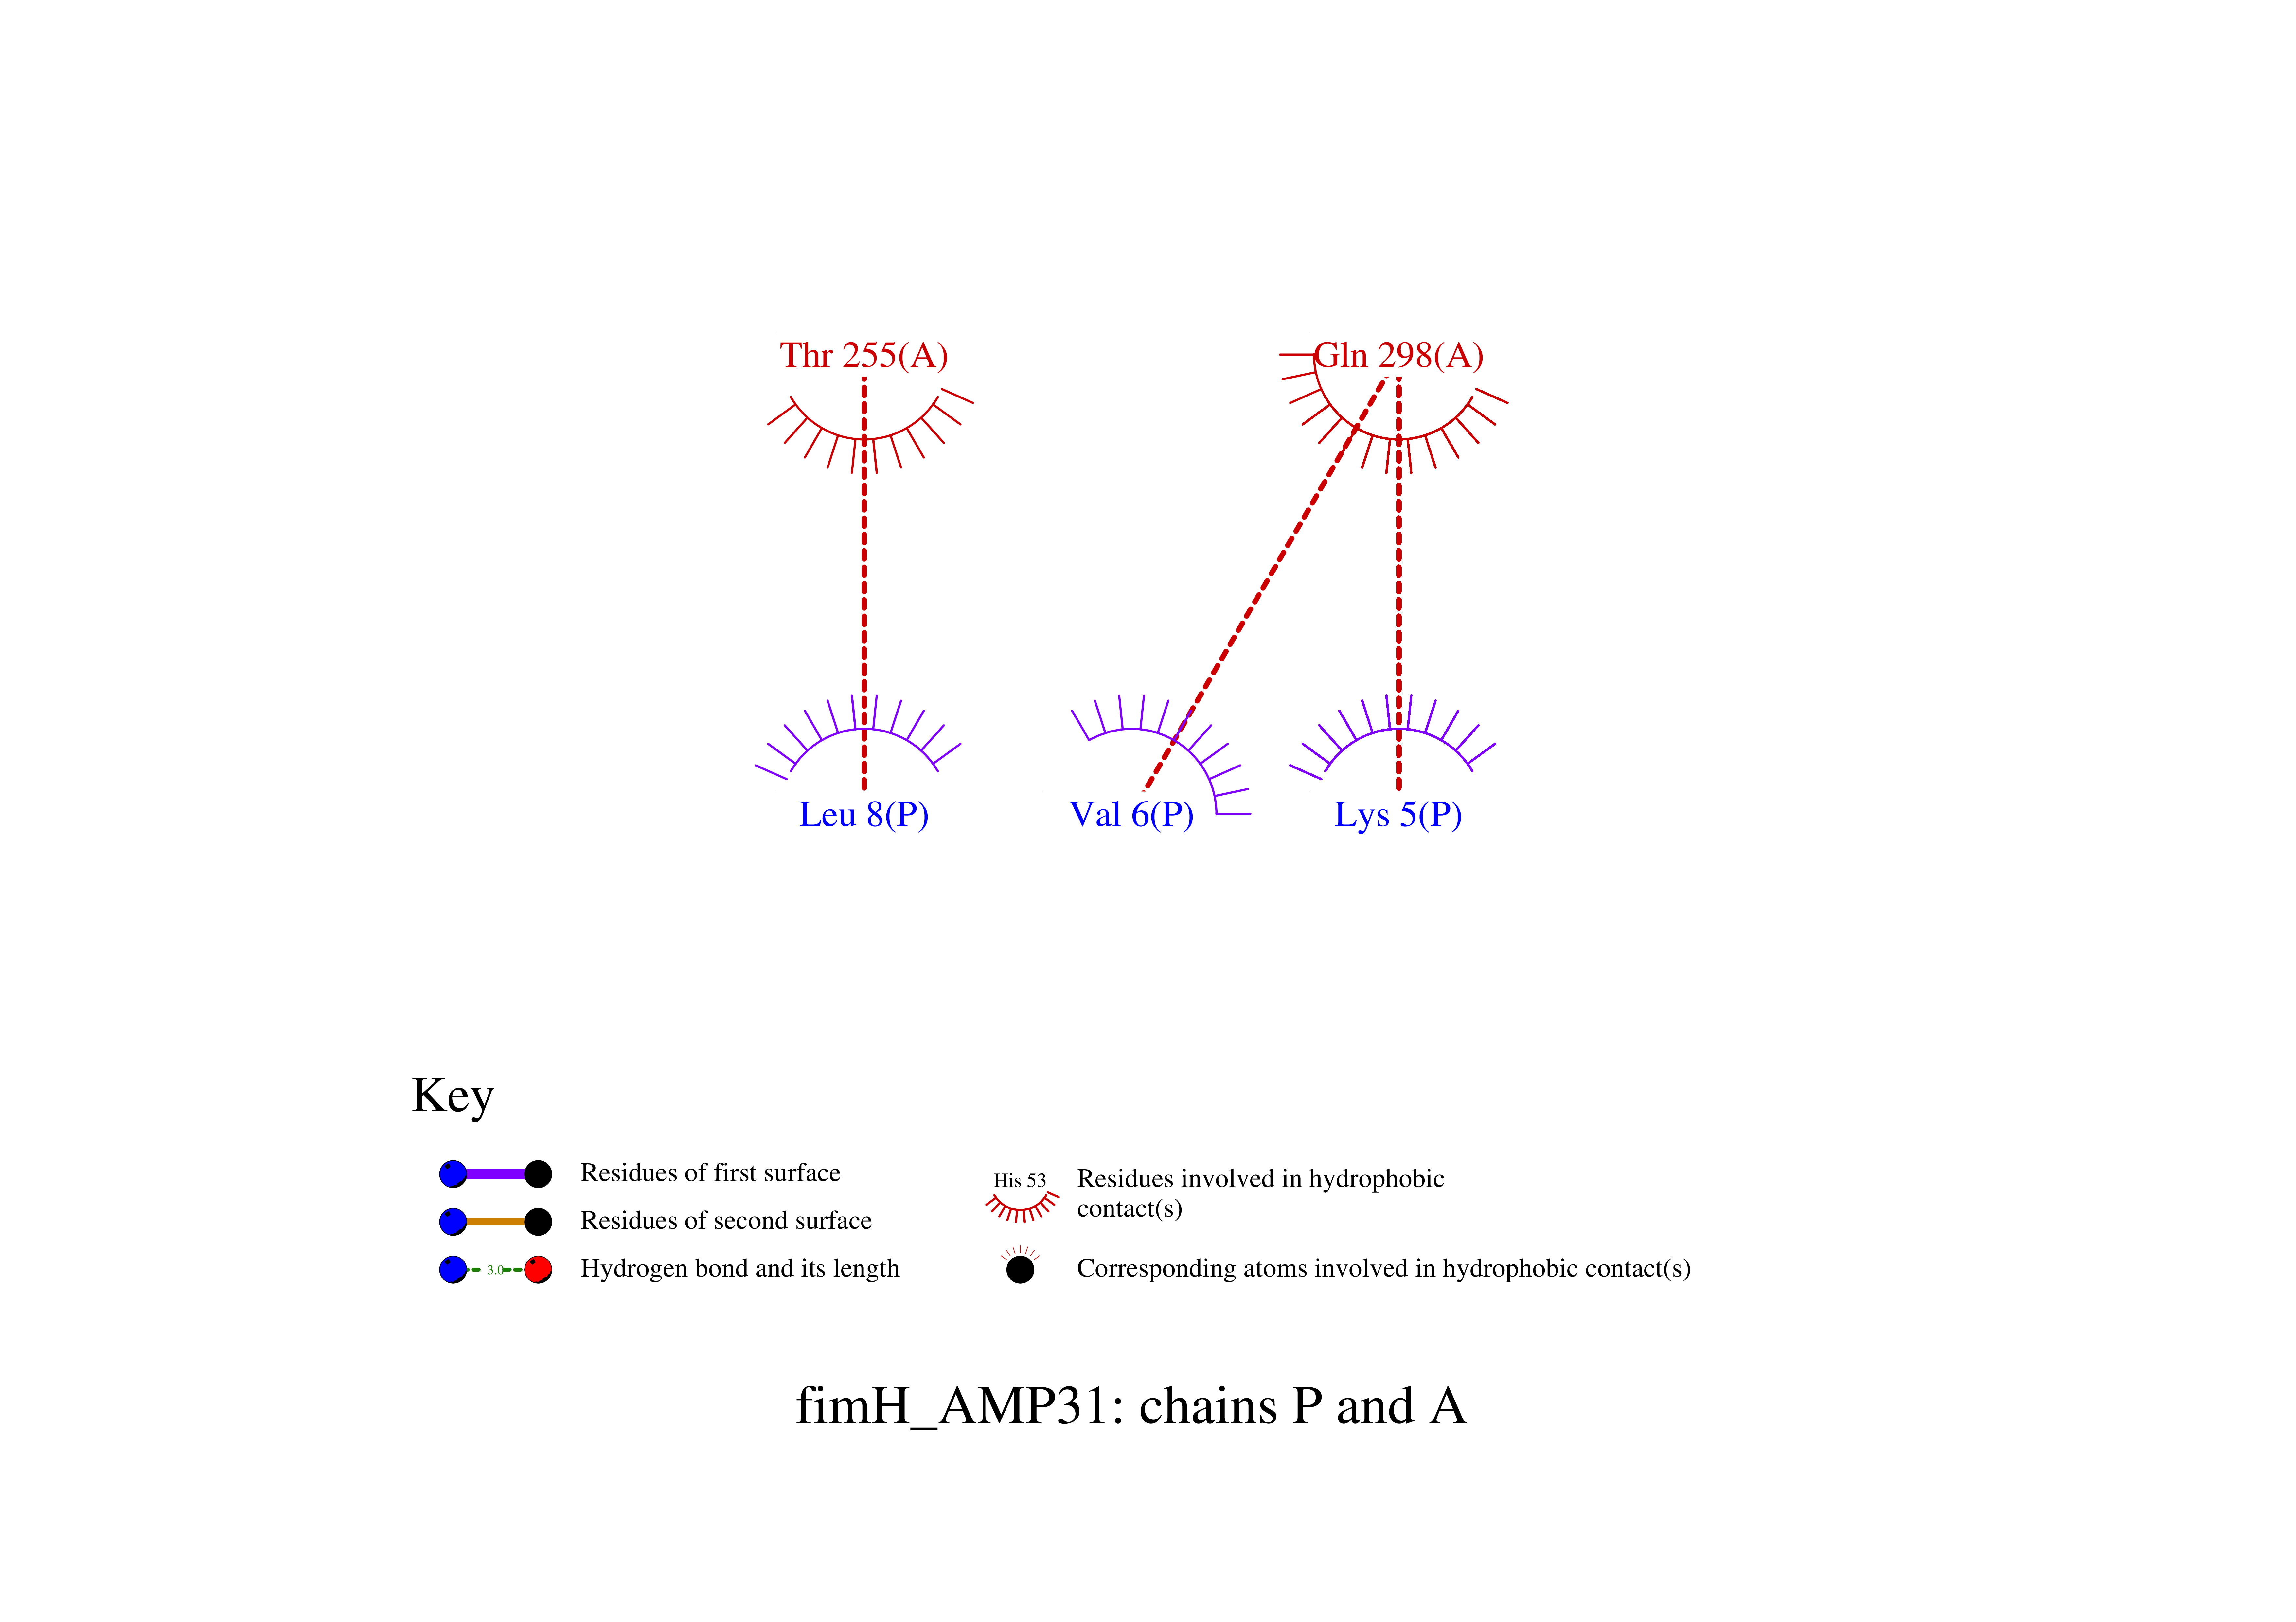 Thr 255(A) Gln 298(A)
Leu 8(P) Val 6(P) Lys 5(P)
Key
Residues of first surface
Residues of second surface
3.0 Hydrogen bond and its length
His 53 Residues involved in hydrophobic
contact(s)
Corresponding atoms involved in hydrophobic contact(s)
fimH_AMP31: chains P and A